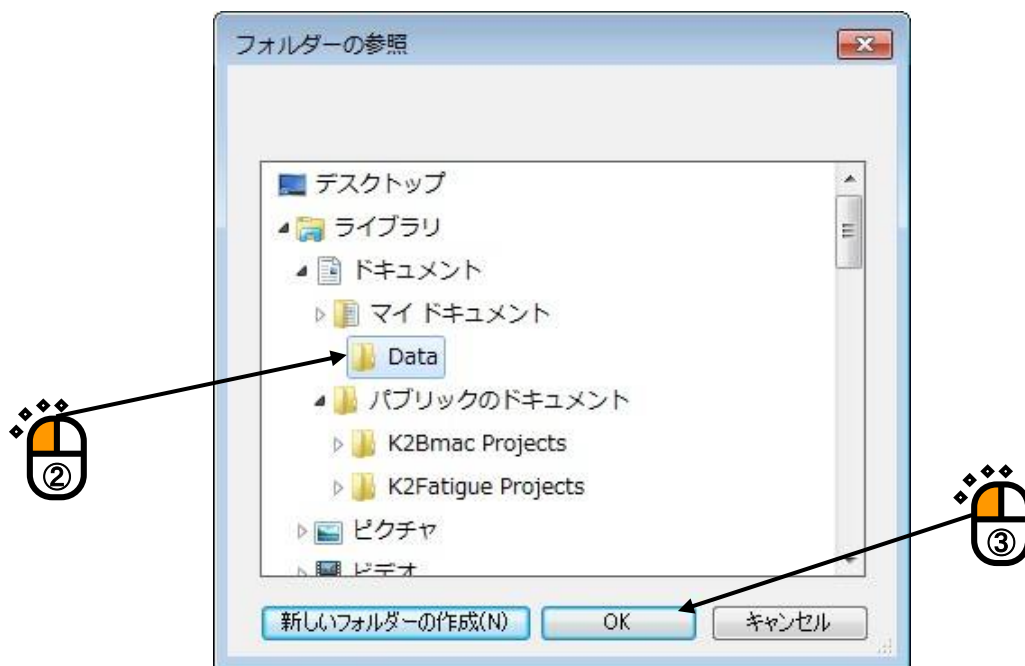 フォルダーの参照
デスクトップ
ライブラリ
ドキュメント
マイ ドキュメント
Data
パブリックのドキュメント
K2Bmac Projects
K2Fatigue Projects
ピクチャ
ビデオ
②
③
新しいフォルダーの作成(N)
OK
キャンセル